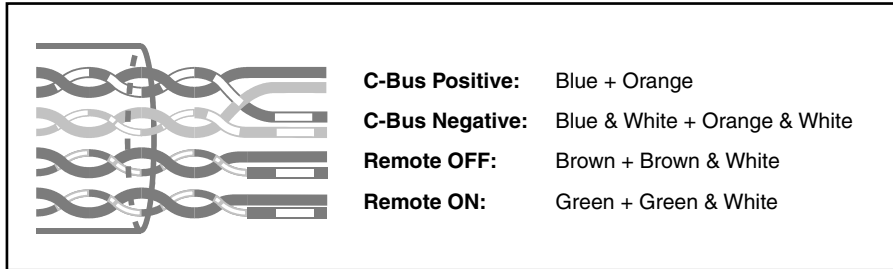 C-Bus Positive: Blue + Orange
C-Bus Negative: Blue & White + Orange & White
Remote OFF: Brown + Brown & White
Remote ON: Green + Green & White